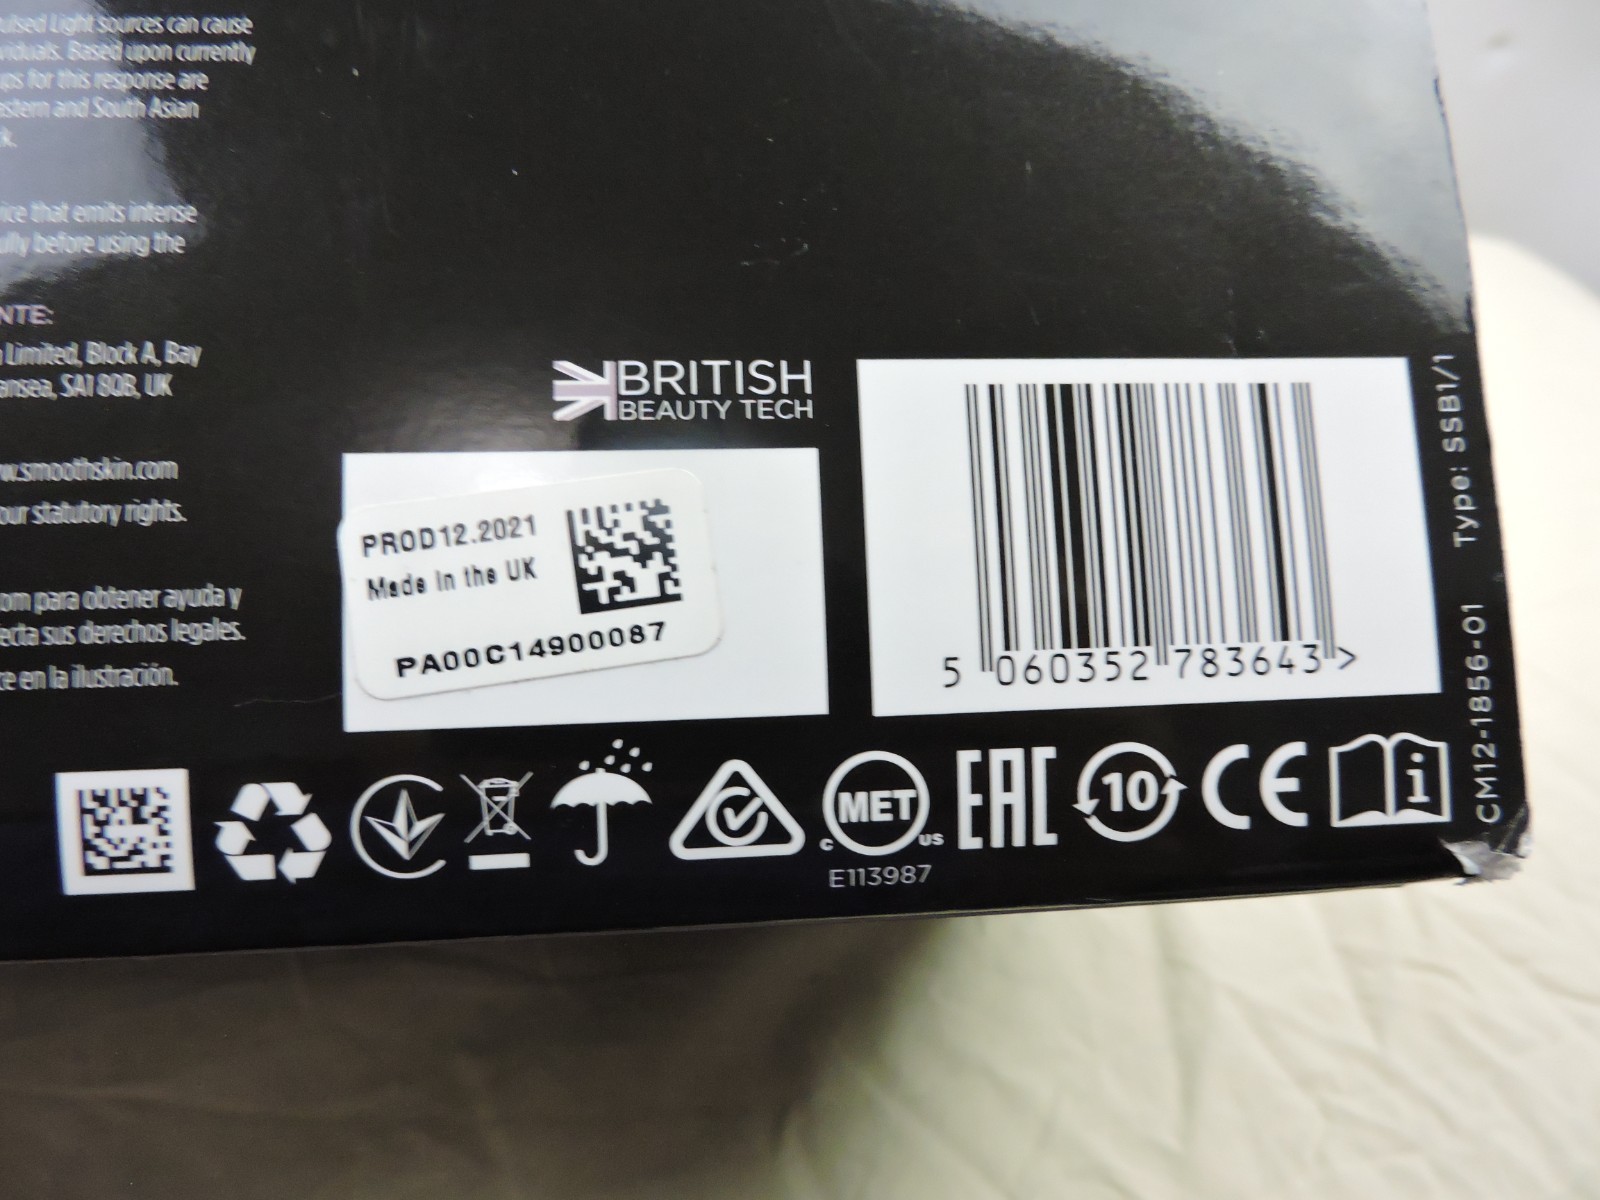 ulsed Light sources can cause
viduals. Based upon currently
ups for this response are
astern and South Asian
k.
ice that emits intense
ully before using the
NTE:
Limited, Block A, Bay
ansea, SA1 8QB, UK
w.smoothskin.com
our statutory rights.
om para obtener ayuda y
ecta sus derechos legales.
ce en la ilustración.
BRITISH
BEAUTY TECH
PROD12.2021
Made In the UK
PA00C14900087
5 060352 783643 >
Type: SSB1/1
CM12-1856-01
c MET us
E113987
EAC
10
CE
i